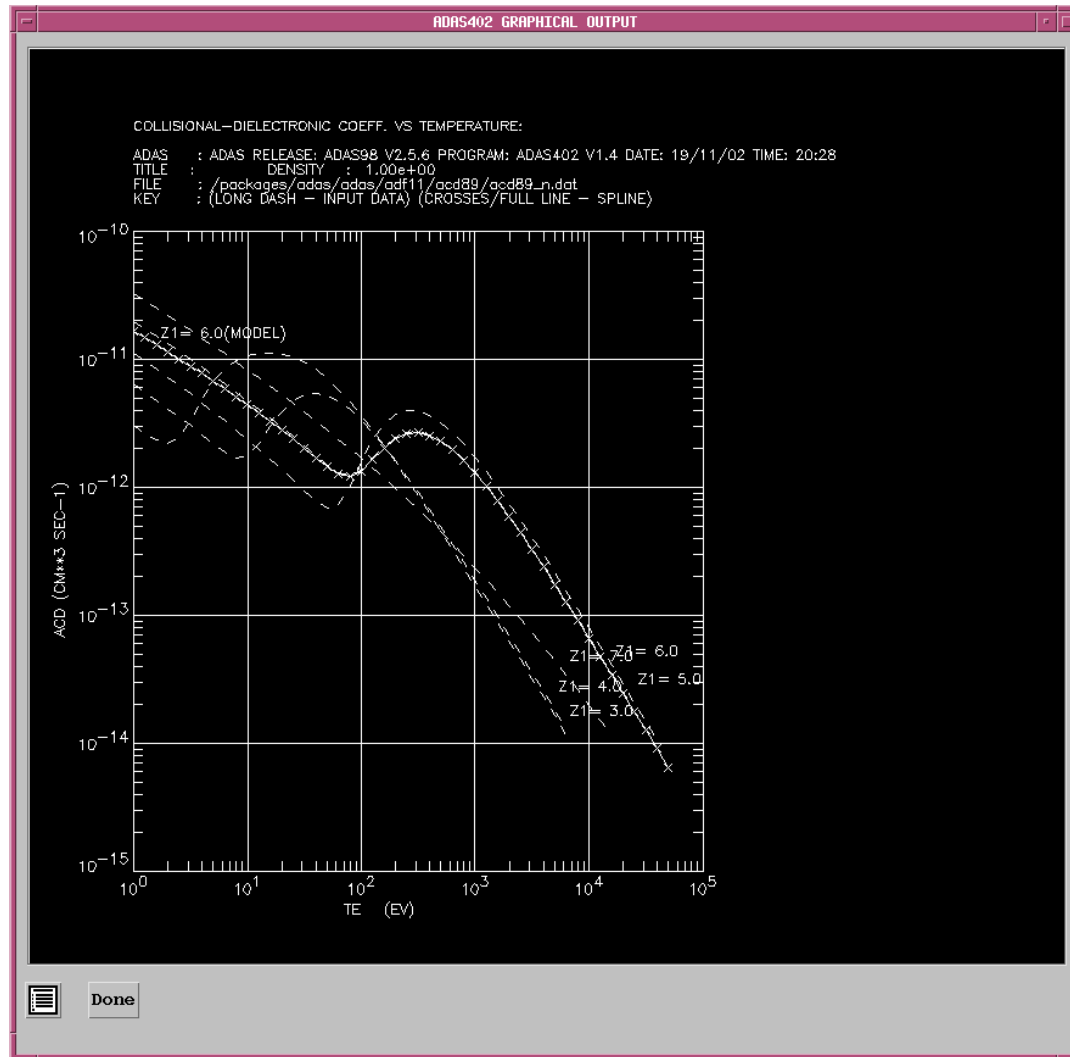 ADAS402 GRAPHICAL OUTPUT
COLLISIONAL-DIELECTRONIC COEFF. VS TEMPERATURE:
ADAS : ADAS RELEASE: ADAS98 V2.5.6 PROGRAM: ADAS402 V1.4 DATE: 19/11/02 TIME: 20:28
TITLE : DENSITY : 1.00e+00
FILE : /packages/adas/adas/adf11/acd89/acd89_n.dat
KEY : (LONG DASH - INPUT DATA) (CROSSES/FULL LINE - SPLINE)
10^-10
Z1= 6.0(MODEL)
10^-11
10^-12
ACD (CM**3 SEC-1)
10^-13
Z1= 7.0
Z1= 6.0
Z1= 5.0
Z1= 4.0
Z1= 3.0
10^-14
10^-15
10^0 10^1 10^2 10^3 10^4 10^5
TE (EV)
Done